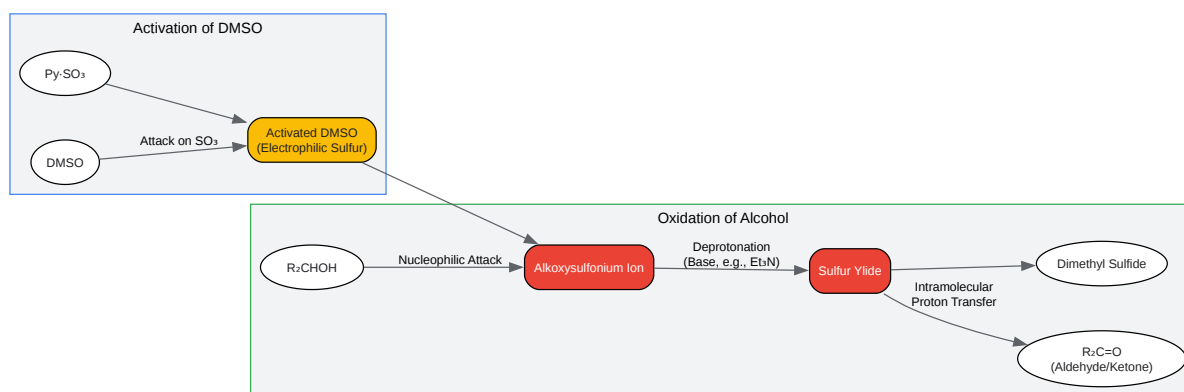 Activation of DMSO
Py·SO₃
Attack on SO₃
DMSO
Activated DMSO
(Electrophilic Sulfur)
Oxidation of Alcohol
R₂CHOH
Nucleophilic Attack
Alkoxysulfonium Ion
Deprotonation
(Base, e.g., Et₃N)
Sulfur Ylide
Dimethyl Sulfide
Intramolecular
Proton Transfer
R₂C=O
(Aldehyde/Ketone)